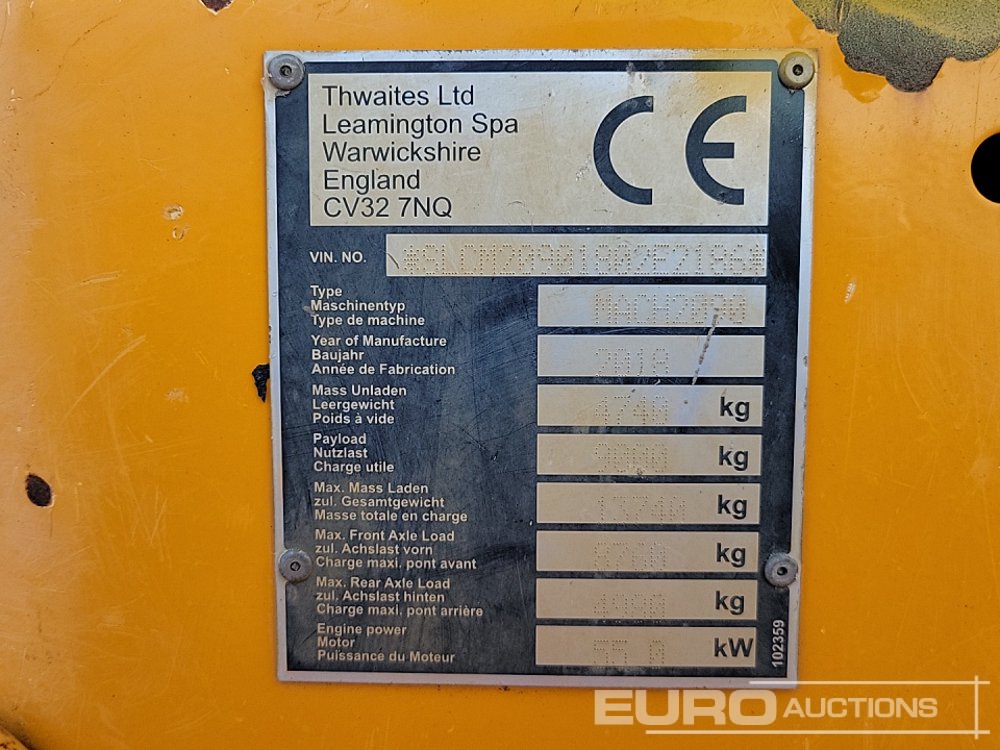 Thwaites Ltd
Leamington Spa
Warwickshire
England
CV32 7NQ
CE
VIN. NO.
Type
Maschinentyp
Type de machine
MACH2090
Year of Manufacture
Baujahr
Année de Fabrication
2018
Mass Unladen
Leergewicht
Poids à vide
4740 kg
Payload
Nutzlast
Charge utile
9000 kg
Max. Mass Laden
zul. Gesamtgewicht
Masse totale en charge
13740 kg
Max. Front Axle Load
zul. Achslast vorn
Charge maxi. pont avant
8760 kg
Max. Rear Axle Load
zul. Achslast hinten
Charge maxi. pont arrière
4980 kg
Engine power
Motor
Puissance du Moteur
55.0 kW
102359
EURO AUCTIONS